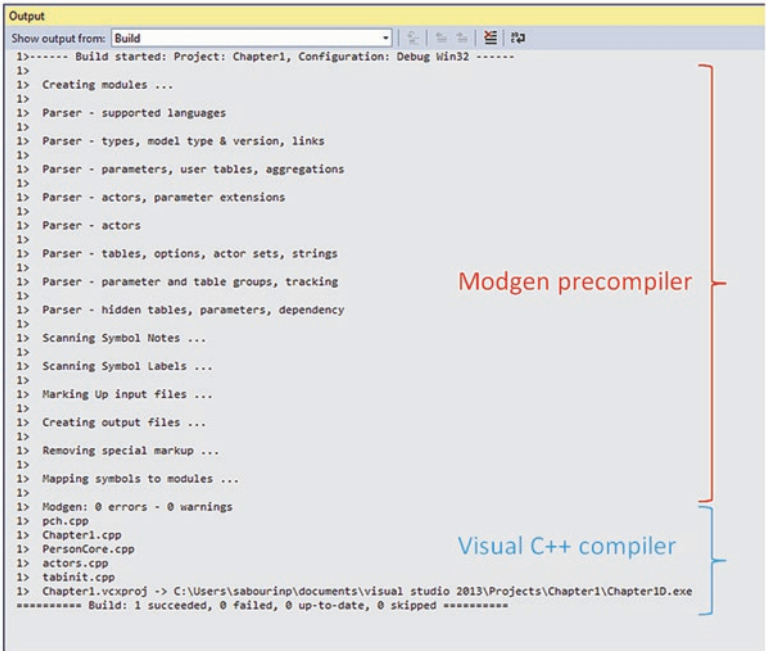 Output
Show output from: Build
1>------ Build started: Project: Chapter1, Configuration: Debug Win32 ------
1>
1>  Creating modules ...
1>
1>  Parser - supported languages
1>
1>  Parser - types, model type & version, links
1>
1>  Parser - parameters, user tables, aggregations
1>
1>  Parser - actors, parameter extensions
1>
1>  Parser - actors
1>
1>  Parser - tables, options, actor sets, strings
1>
1>  Parser - parameter and table groups, tracking
1>
1>  Parser - hidden tables, parameters, dependency
1>
1>  Scanning Symbol Notes ...
1>
1>  Scanning Symbol Labels ...
1>
1>  Marking Up input files ...
1>
1>  Creating output files ...
1>
1>  Removing special markup ...
1>
1>  Mapping symbols to modules ...
1>
1>  Modgen: 0 errors - 0 warnings
1>  pch.cpp
1>  Chapter1.cpp
1>  PersonCore.cpp
1>  actors.cpp
1>  tabinit.cpp
1>  Chapter1.vcxproj -> C:\Users\sabourinp\documents\visual studio 2013\Projects\Chapter1\Chapter1D.exe
========== Build: 1 succeeded, 0 failed, 0 up-to-date, 0 skipped ==========
Modgen precompiler
Visual C++ compiler